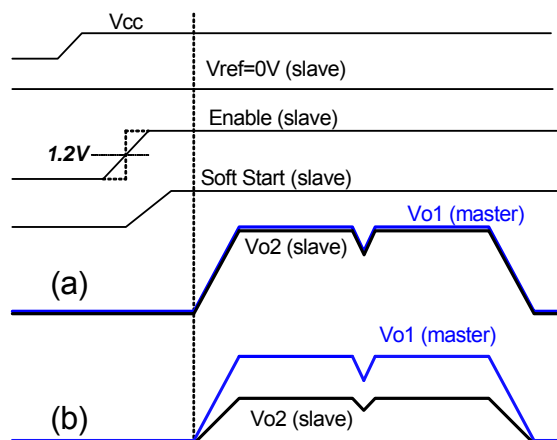 Vcc
Vref=0V (slave)
Enable (slave)
1.2V
Soft Start (slave)
Vo1 (master)
Vo2 (slave)
(a)
Vo1 (master)
(b)
Vo2 (slave)